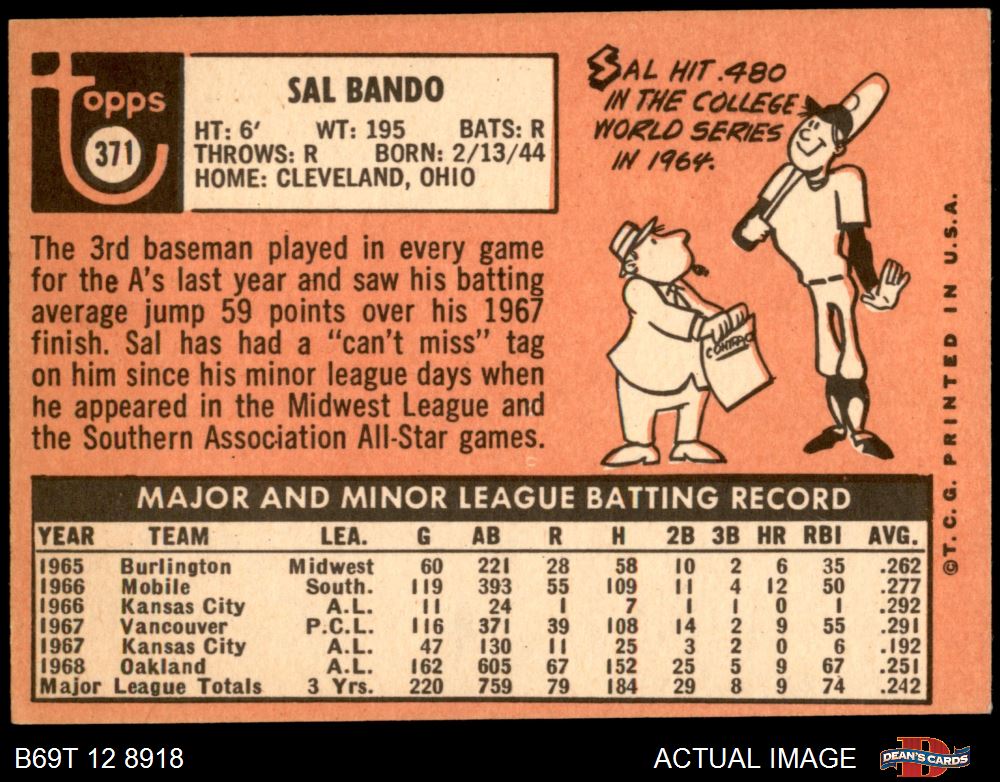 Topps
371
SAL BANDO
HT: 6' WT: 195 BATS: R
THROWS: R BORN: 2/13/44
HOME: CLEVELAND, OHIO
The 3rd baseman played in every game
for the A's last year and saw his batting
average jump 59 points over his 1967
finish. Sal has had a "can't miss" tag
on him since his minor league days when
he appeared in the Midwest League and
the Southern Association All-Star games.
SAL HIT .480
IN THE COLLEGE
WORLD SERIES
IN 1964.
CONTRAC
MAJOR AND MINOR LEAGUE BATTING RECORD
YEAR TEAM LEA. G AB R H 2B 3B HR RBI AVG.
1965 Burlington Midwest 60 221 28 58 10 2 6 35 .262
1966 Mobile South. 119 393 55 109 11 4 12 50 .277
1966 Kansas City A.L. 11 24 1 7 1 1 0 1 .292
1967 Vancouver P.C.L. 116 371 39 108 14 2 9 55 .291
1967 Kansas City A.L. 47 130 11 25 3 2 0 6 .192
1968 Oakland A.L. 162 605 67 152 25 5 9 67 .251
Major League Totals 3 Yrs. 220 759 79 184 29 8 9 74 .242
©T.C.G. PRINTED IN U.S.A.
B69T 12 8918
ACTUAL IMAGE
DEAN'S CARDS